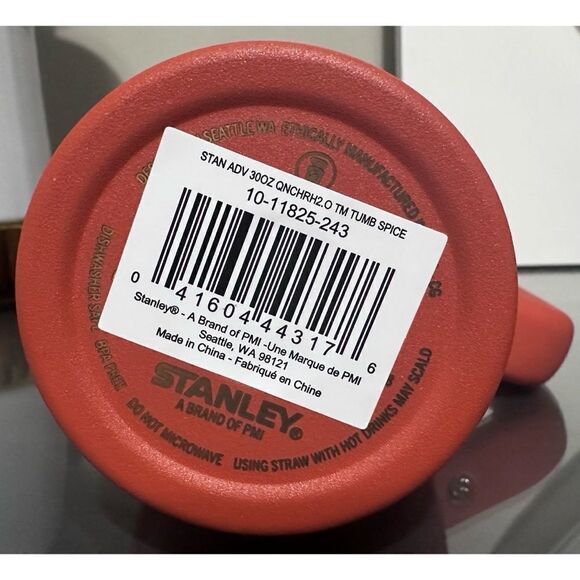 STAN ADV 30OZ QNCHRH2.O TM TUMB SPICE
10-11825-243
0 41604 44317 6
Stanley® - A Brand of PMI -Une Marque de PMI
Seattle, WA 98121
Made in China - Fabriqué en Chine
SEATTLE, WA ETHICALLY MANUFACTURED
DISHWASHER SAFE
BPA FREE
DO NOT MICROWAVE
USING STRAW WITH HOT DRINKS MAY SCALD
STANLEY®
A BRAND OF PMI